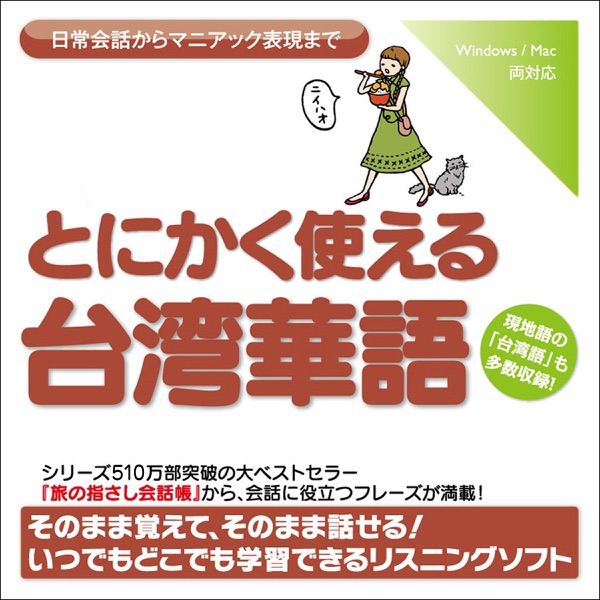 日常会話からマニアック表現まで
Windows / Mac
両対応
ニイハオ
とにかく使える
台湾華語
現地語の
「台湾語」も
多数収録!
シリーズ510万部突破の大ベストセラー
『旅の指さし会話帳』から、会話に役立つフレーズが満載!
そのまま覚えて、そのまま話せる!
いつでもどこでも学習できるリスニングソフト